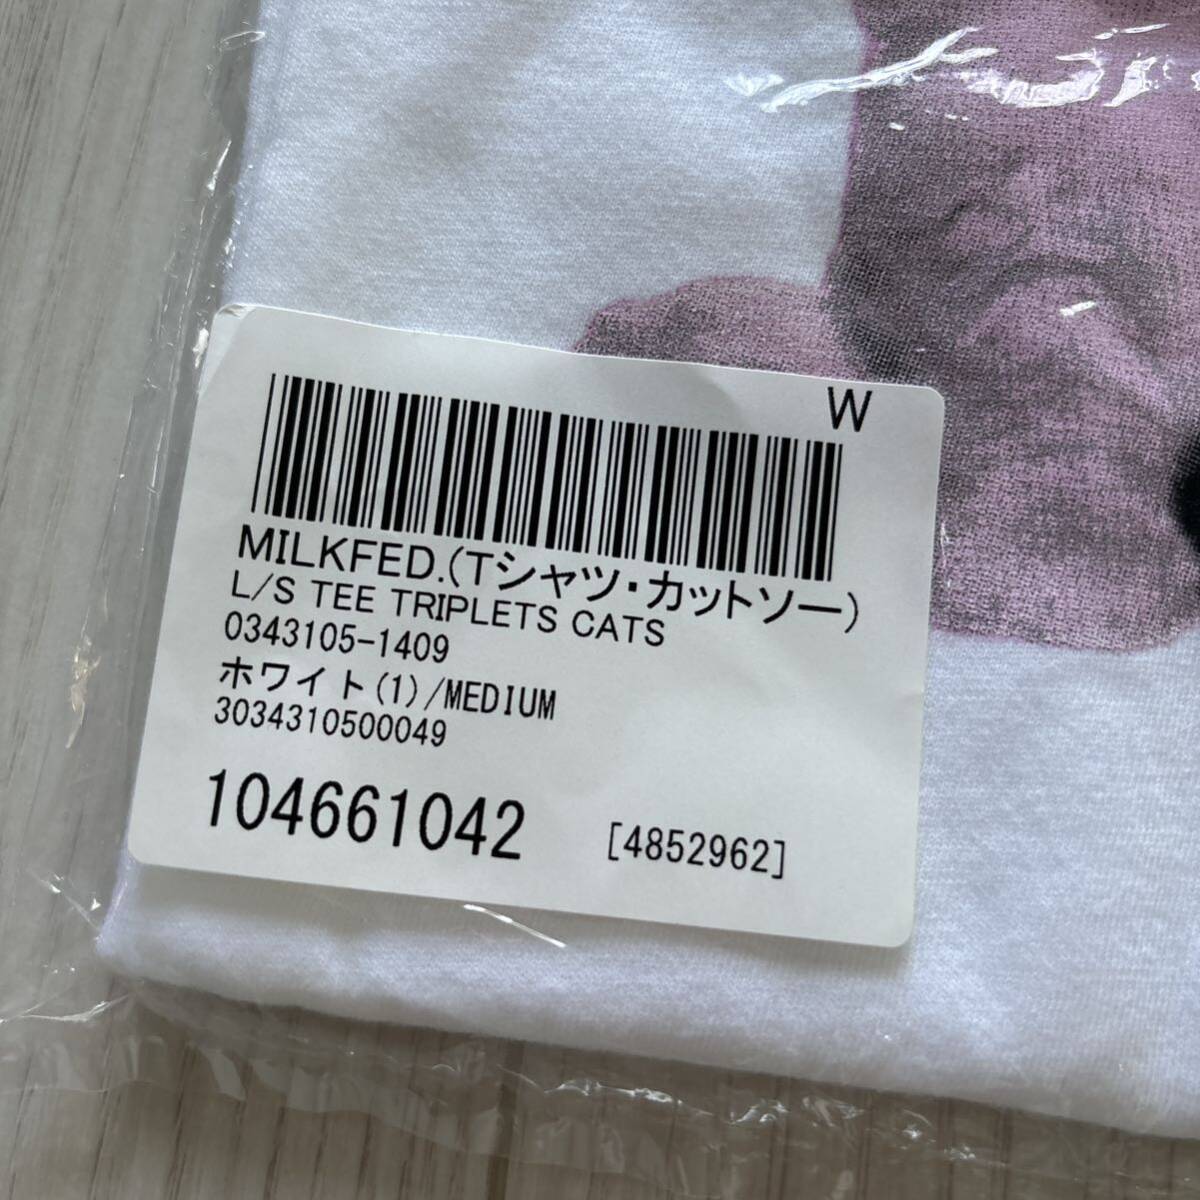 W
MILKFED.(Tシャツ・カットソー)
L/S TEE TRIPLETS CATS
0343105-1409
ホワイト(1)/MEDIUM
3034310500049
104661042 [4852962]